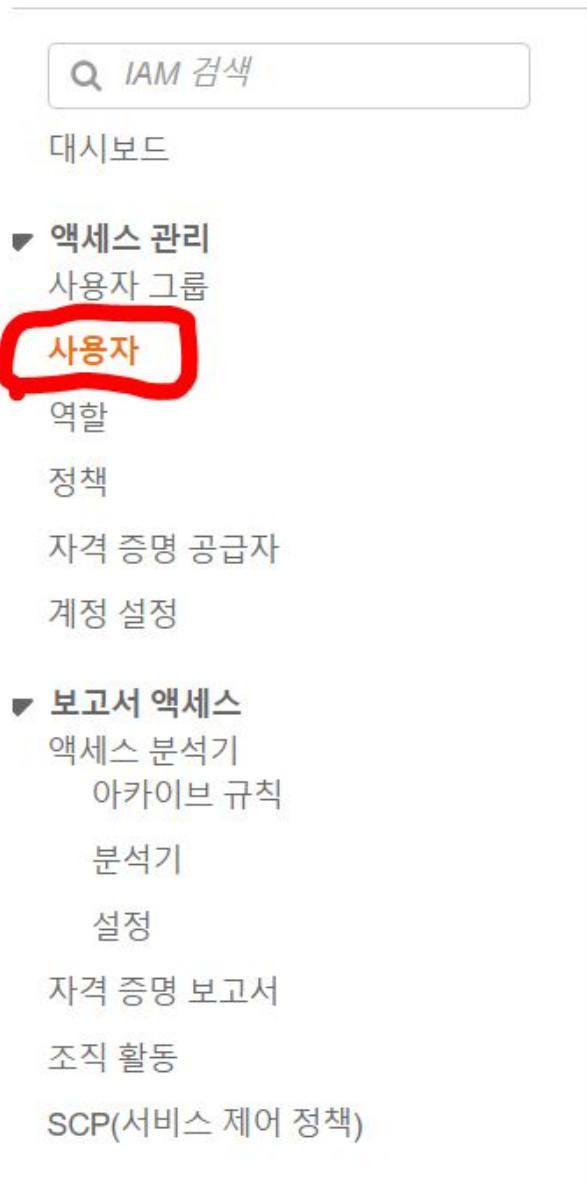 IAM 검색
대시보드
액세스 관리
사용자 그룹
사용자
역할
정책
자격 증명 공급자
계정 설정
보고서 액세스
액세스 분석기
아카이브 규칙
분석기
설정
자격 증명 보고서
조직 활동
SCP(서비스 제어 정책)